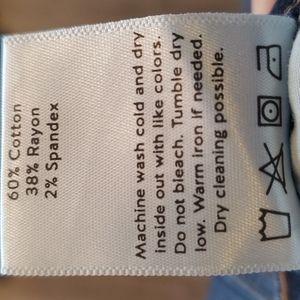 60% Cotton
38% Rayon
2% Spandex
Machine wash cold and dry
inside out with like colors.
Do not bleach. Tumble dry
low. Warm iron if needed.
Dry cleaning possible.